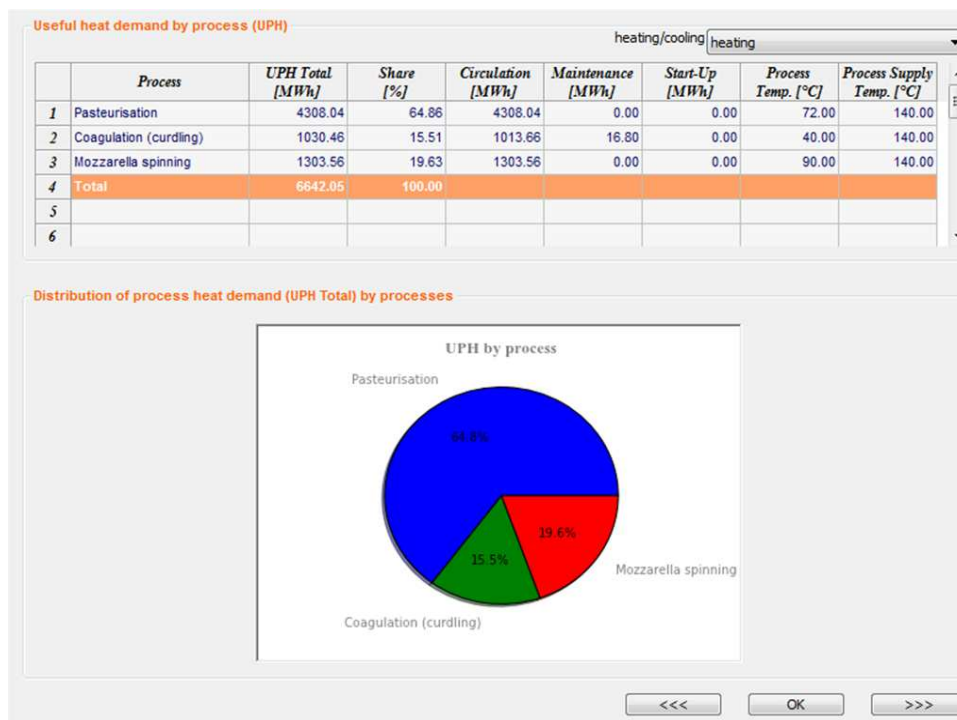 Useful heat demand by process (UPH)
heating/cooling heating
Process UPH Total [MWh] Share [%] Circulation [MWh] Maintenance [MWh] Start-Up [MWh] Process Temp. [°C] Process Supply Temp. [°C]
1 Pasteurisation 4308.04 64.86 4308.04 0.00 0.00 72.00 140.00
2 Coagulation (curdling) 1030.46 15.51 1013.66 16.80 0.00 40.00 140.00
3 Mozzarella spinning 1303.56 19.63 1303.56 0.00 0.00 90.00 140.00
4 Total 6642.05 100.00
5
6
Distribution of process heat demand (UPH Total) by processes
UPH by process
Pasteurisation
19.6%
15.5%
Mozzarella spinning
Coagulation (curdling)
<<< OK >>>